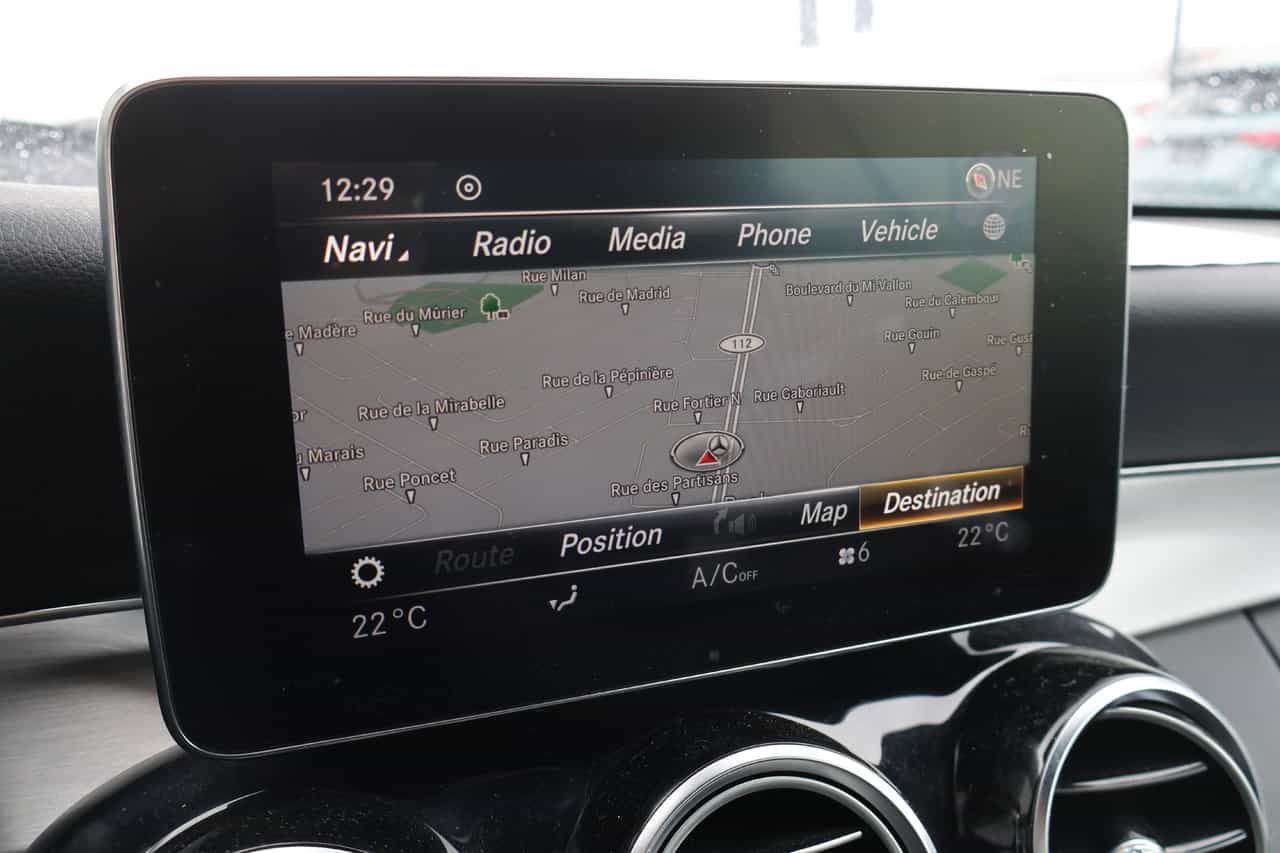 12:29 NE
Navi Radio Media Phone Vehicle
Rue Milan
Rue de Madrid
Boulevard du Mi-Vallon
Rue du Calembour
Rue du Mûrier
e Madère
112
Rue Gouin
Rue Gus
Rue de la Pépinière
Rue de Gaspé
Rue Fortier N
Rue Gaboriault
Rue de la Mirabelle
or
Rue Paradis
u Marais
Rue Poncet
Rue des Partisans
Route Position Map Destination
22°C A/C OFF 6 22°C